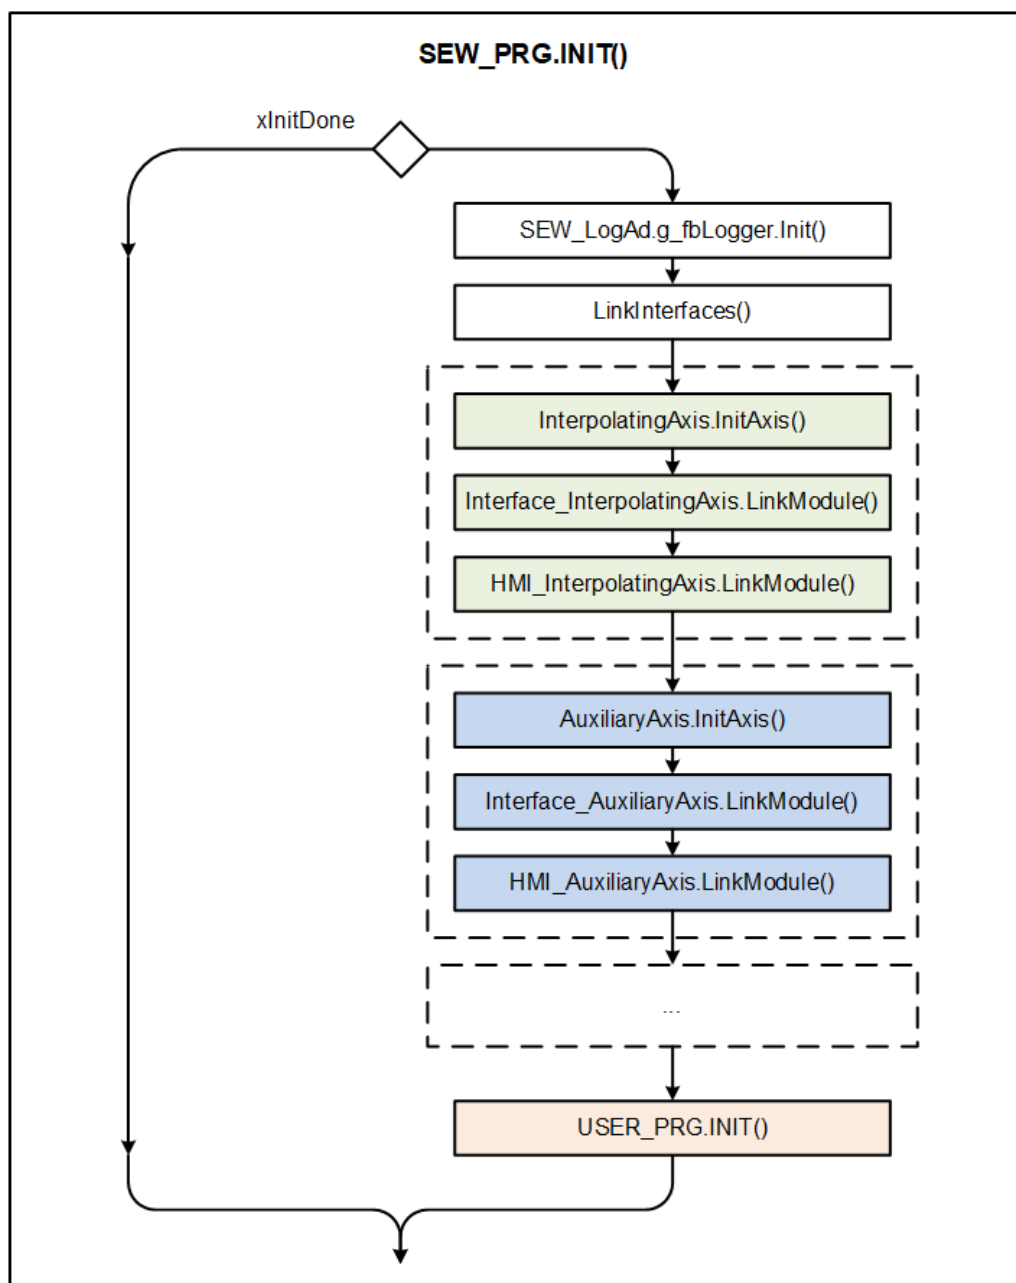 SEW_PRG.INIT()
xInitDone
SEW_LogAd.g_fbLogger.Init()
LinkInterfaces()
InterpolatingAxis.InitAxis()
Interface_InterpolatingAxis.LinkModule()
HMI_InterpolatingAxis.LinkModule()
AuxiliaryAxis.InitAxis()
Interface_AuxiliaryAxis.LinkModule()
HMI_AuxiliaryAxis.LinkModule()
...
USER_PRG.INIT()